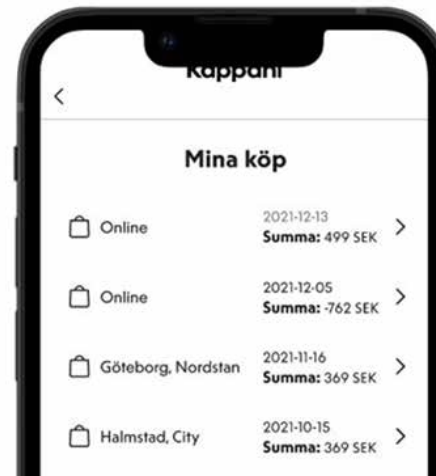 Kappahl
Mina köp
Online
2021-12-13
Summa: 499 SEK
Online
2021-12-05
Summa: -762 SEK
Göteborg, Nordstan
2021-11-16
Summa: 369 SEK
Halmstad, City
2021-10-15
Summa: 369 SEK